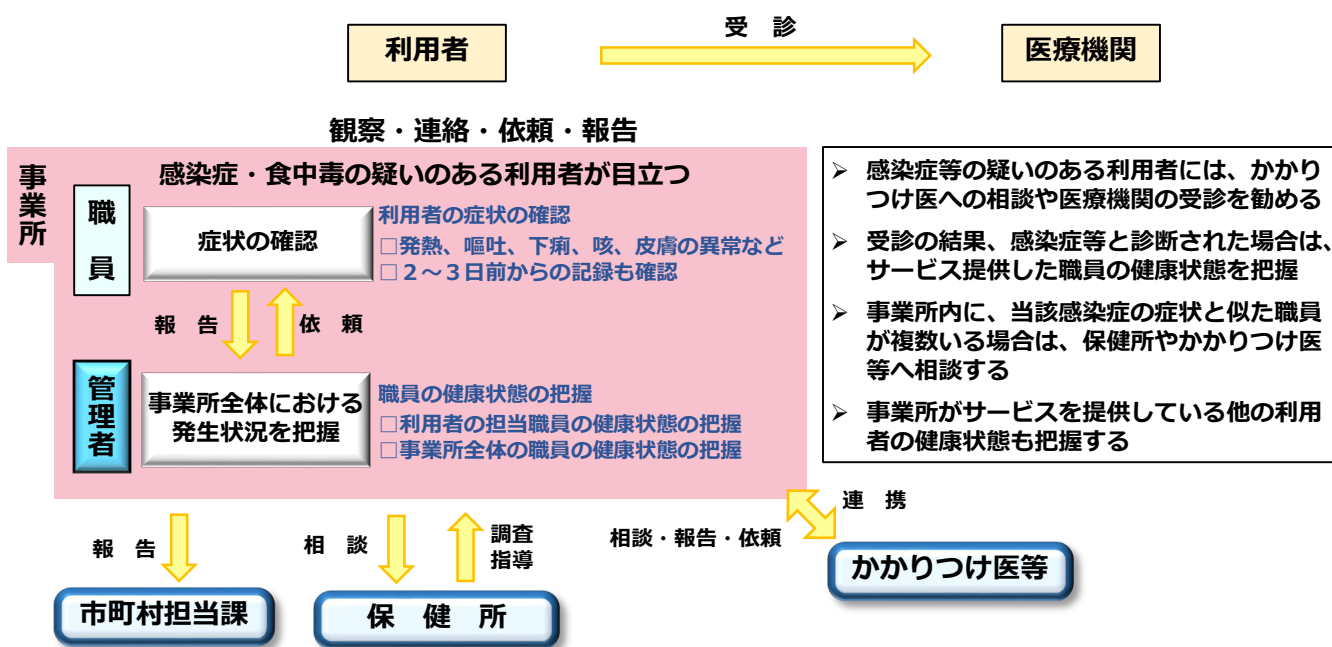 利用者
受　診
医療機関
観察・連絡・依頼・報告
事業所
感染症・食中毒の疑いのある利用者が目立つ
職員
症状の確認
利用者の症状の確認
□発熱、嘔吐、下痢、咳、皮膚の異常など
□２～３日前からの記録も確認
報　告
依　頼
管理者
事業所全体における
発生状況を把握
職員の健康状態の把握
□利用者の担当職員の健康状態の把握
□事業所全体の職員の健康状態の把握
➢ 感染症等の疑いのある利用者には、かかり
つけ医への相談や医療機関の受診を勧める
➢ 受診の結果、感染症等と診断された場合は、
サービス提供した職員の健康状態を把握
➢ 事業所内に、当該感染症の症状と似た職員
が複数いる場合は、保健所やかかりつけ医
等へ相談する
➢ 事業所がサービスを提供している他の利用
者の健康状態も把握する
報　告
相　談
調査
指導
相談・報告・依頼
連　携
市町村担当課
保　健　所
かかりつけ医等